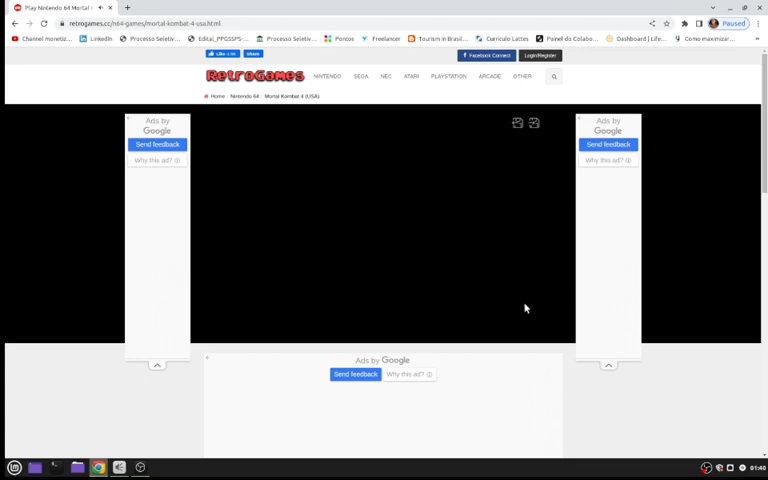 Play Nintendo 64 Mortal K
retrogames.cc/n64-games/mortal-kombat-4-usa.html
Paused
Channel monetiz...
LinkedIn
Processo Seletiv...
Edital_PPGSSPS-...
Processo Seletiv...
Pontos
Freelancer
Tourism in Brasil...
Currículo Lattes
Painel do Colabo...
Dashboard | Life...
Como maximizar...
Like
Share
Facebook Connect
Login/Register
RetroGames
NINTENDO
SEGA
NEC
ATARI
PLAYSTATION
ARCADE
OTHER
Home
Nintendo 64
Mortal Kombat 4 (USA)
Ads by
Google
Send feedback
Why this ad?
Ads by
Google
Send feedback
Why this ad?
Ads by Google
Send feedback
Why this ad?
01:40